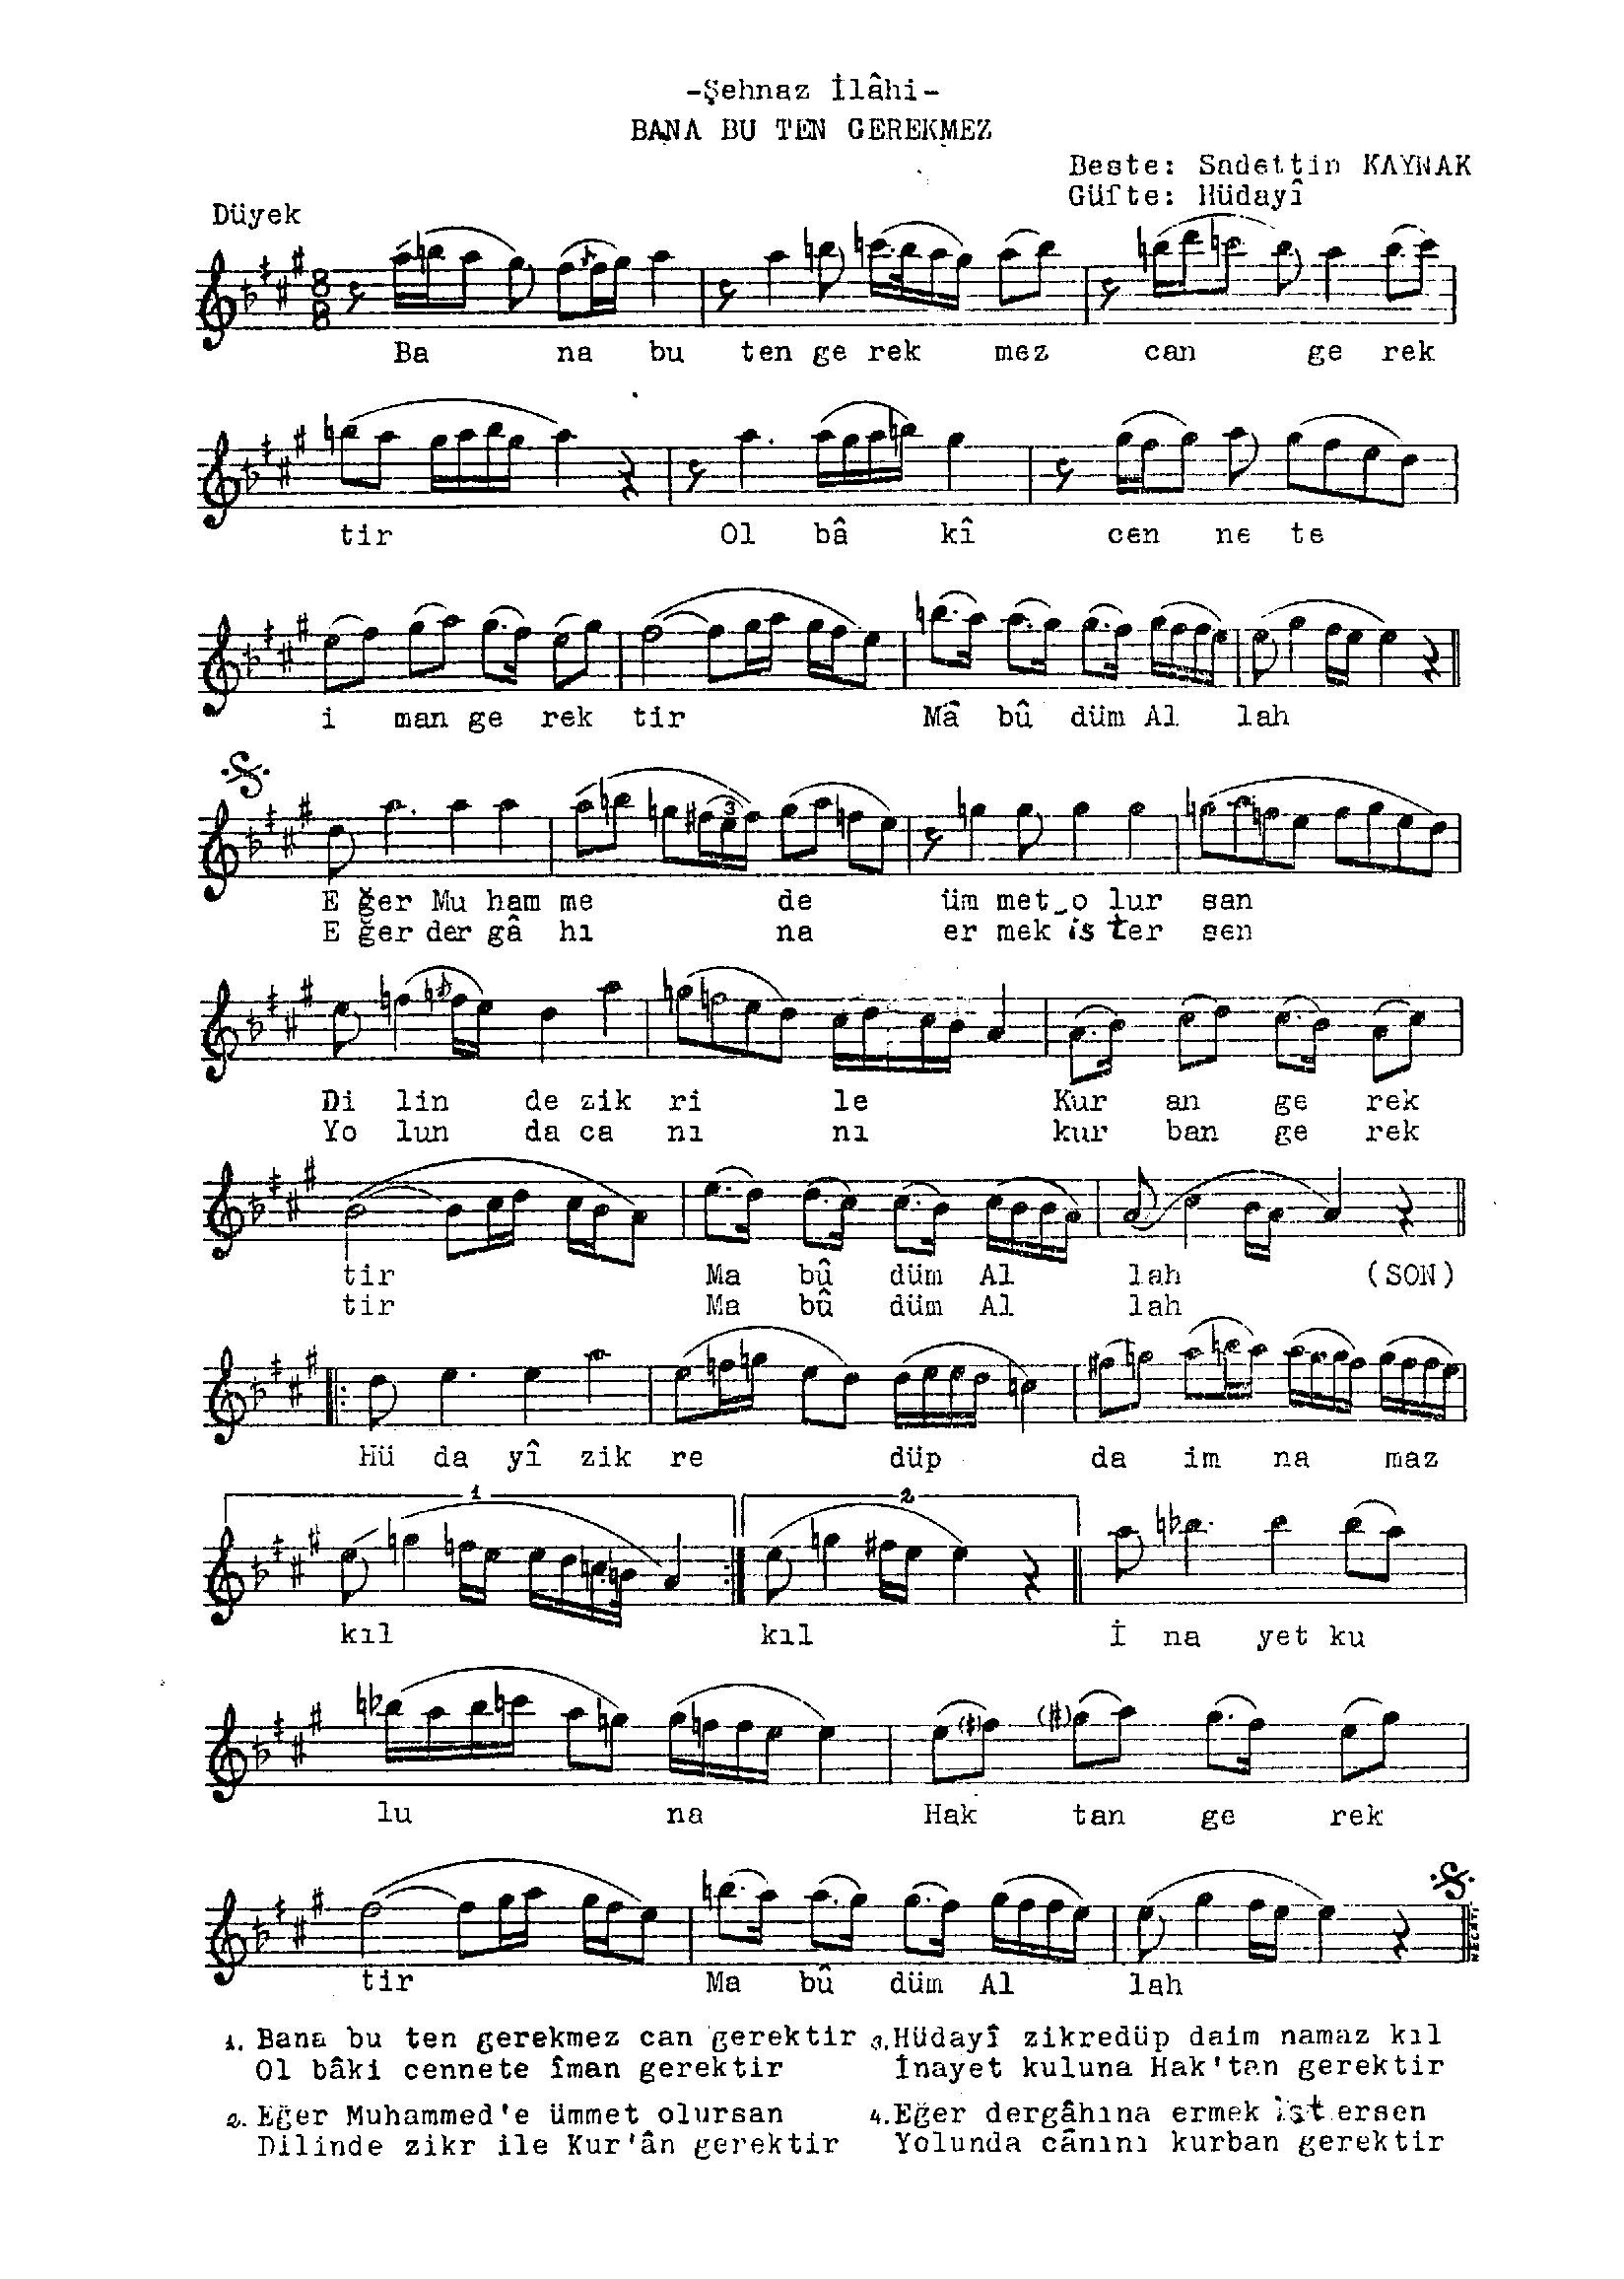 -Şehnaz İlâhi-
BANA BU TEN GEREKMEZ
Beste: Sadettin KAYNAK
Güfte: Hüdayî
Düyek
8
8
Ba na bu ten ge rek mez can ge rek
tir Ol bâ kî cen ne te
i man ge rek tir Mâ bû düm Al lah
3
E ğer Mu ham me de üm met o lur san
E ğer der gâ hı na er mek is ter sen
Di lin de zik ri le Kur an ge rek
Yo lun da ca nı nı kur ban ge rek
tir Ma bû düm Al lah (SON)
tir Ma bû düm Al lah
Hü da yî zik re düp da im na maz
1 2
kıl kıl İ na yet ku
lu na Hak tan ge rek
tir Ma bû düm Al lah
1. Bana bu ten gerekmez can gerektir
Ol bâki cennete îman gerektir
2. Eğer Muhammed'e ümmet olursan
Dilinde zikr ile Kur'ân gerektir
3. Hüdayî zikredüp daim namaz kıl
İnayet kuluna Hak'tan gerektir
4. Eğer dergâhına ermek istersen
Yolunda cânını kurban gerektir